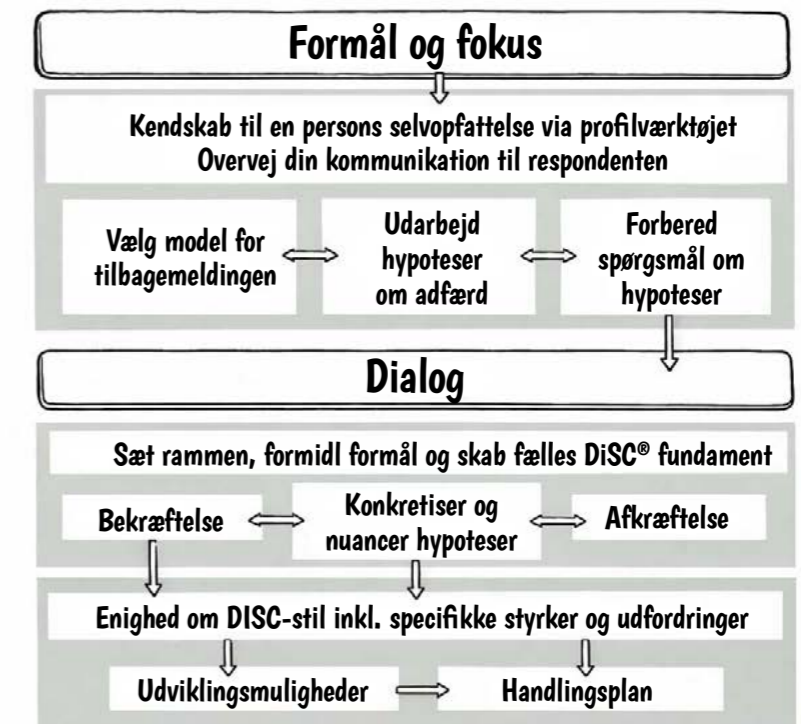 Formål og fokus
Kendskab til en persons selvopfattelse via profilværktøjet
Overvej din kommunikation til respondenten
Vælg model for
tilbagemeldingen
Udarbejd
hypoteser
om adfærd
Forbered
spørgsmål om
hypoteser
Dialog
Sæt rammen, formidl formål og skab fælles DiSC® fundament
Bekræftelse
Konkretiser og
nuancer hypoteser
Afkræftelse
Enighed om DISC-stil inkl. specifikke styrker og udfordringer
Udviklingsmuligheder
Handlingsplan